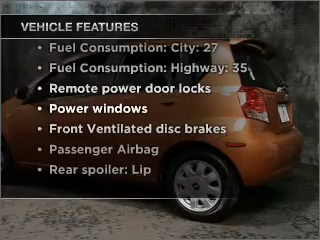 VEHICLE FEATURES
• Fuel Consumption: City: 27
• Fuel Consumption: Highway: 35
• Remote power door locks
• Power windows
• Front Ventilated disc brakes
• Passenger Airbag
• Rear spoiler: Lip